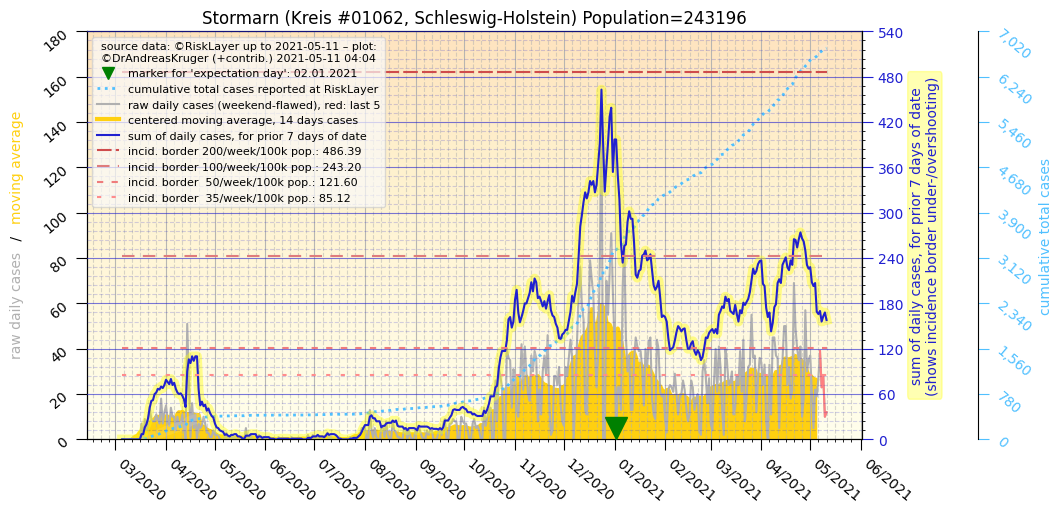 Stormarn (Kreis #01062, Schleswig-Holstein) Population=243196
source data: ©RiskLayer up to 2021-05-11 – plot:
©DrAndreasKruger (+contrib.) 2021-05-11 04:04
marker for 'expectation day': 02.01.2021
cumulative total cases reported at RiskLayer
raw daily cases (weekend-flawed), red: last 5
centered moving average, 14 days cases
sum of daily cases, for prior 7 days of date
incid. border 200/week/100k pop.: 486.39
incid. border 100/week/100k pop.: 243.20
incid. border  50/week/100k pop.: 121.60
incid. border  35/week/100k pop.: 85.12
raw daily cases  /  moving average
180
160
140
120
100
80
60
40
20
0
03/2020
04/2020
05/2020
06/2020
07/2020
08/2020
09/2020
10/2020
11/2020
12/2020
01/2021
02/2021
03/2021
04/2021
05/2021
06/2021
540
480
420
360
300
240
180
120
60
0
sum of daily cases, for prior 7 days of date
(shows incidence border under-/overshooting)
7,020
6,240
5,460
4,680
3,900
3,120
2,340
1,560
780
0
cumulative total cases